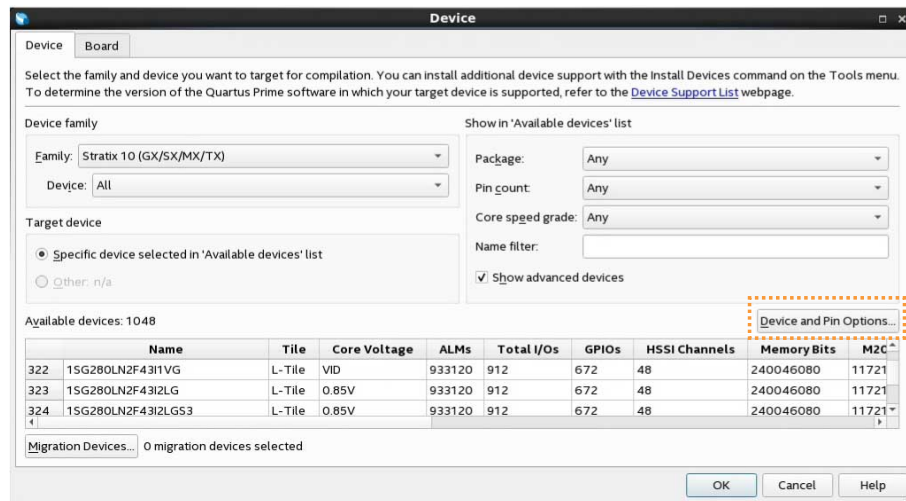 Device
Device Board
Select the family and device you want to target for compilation. You can install additional device support with the Install Devices command on the Tools menu.
To determine the version of the Quartus Prime software in which your target device is supported, refer to the Device Support List webpage.
Device family
Family: Stratix 10 (GX/SX/MX/TX)
Device: All
Target device
Specific device selected in 'Available devices' list
Other: n/a
Show in 'Available devices' list
Package: Any
Pin count: Any
Core speed grade: Any
Name filter:
Show advanced devices
Available devices: 1048
Device and Pin Options...
Name Tile Core Voltage ALMs Total I/Os GPIOs HSSI Channels Memory Bits M20
322 1SG280LN2F43I1VG L-Tile VID 933120 912 672 48 240046080 11721
323 1SG280LN2F43I2LG L-Tile 0.85V 933120 912 672 48 240046080 11721
324 1SG280LN2F43I2LGS3 L-Tile 0.85V 933120 912 672 48 240046080 11721
Migration Devices... 0 migration devices selected
OK Cancel Help